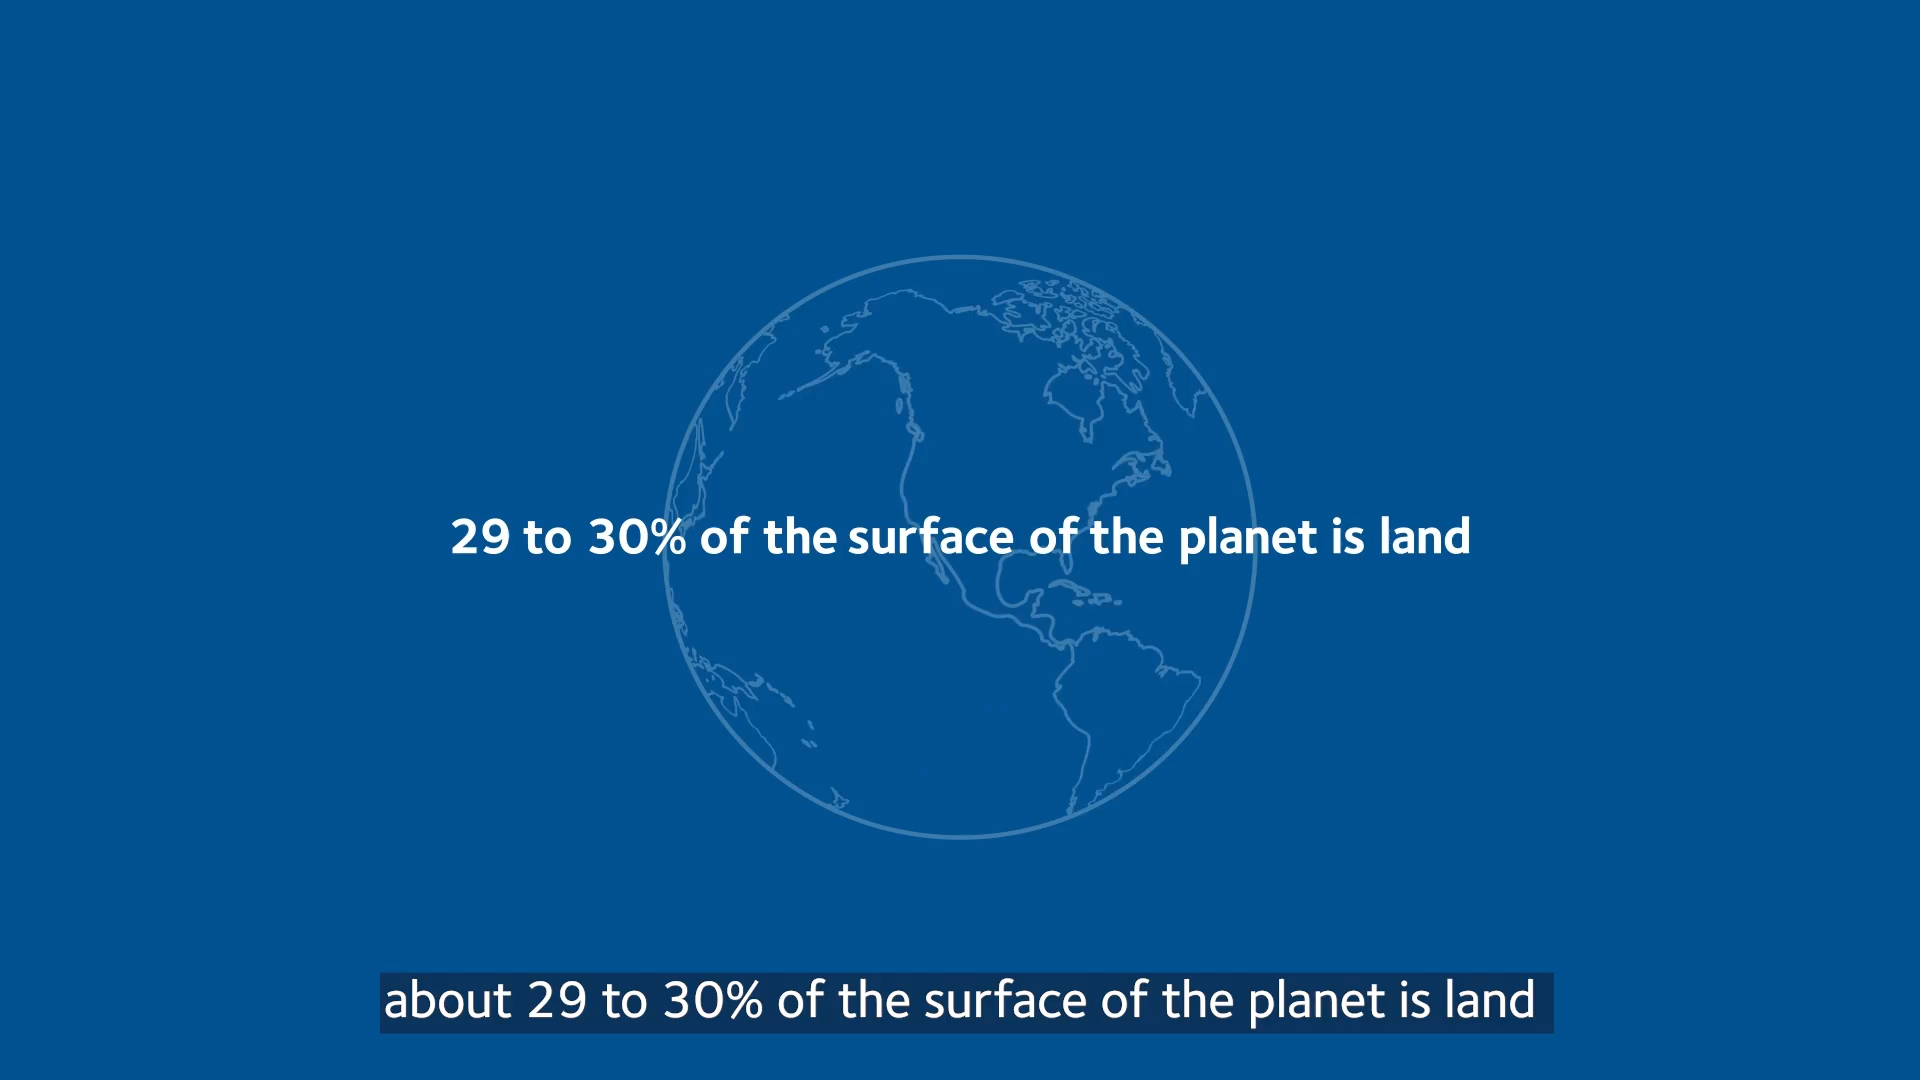 29 to 30% of the surface of the planet is land
about 29 to 30% of the surface of the planet is land